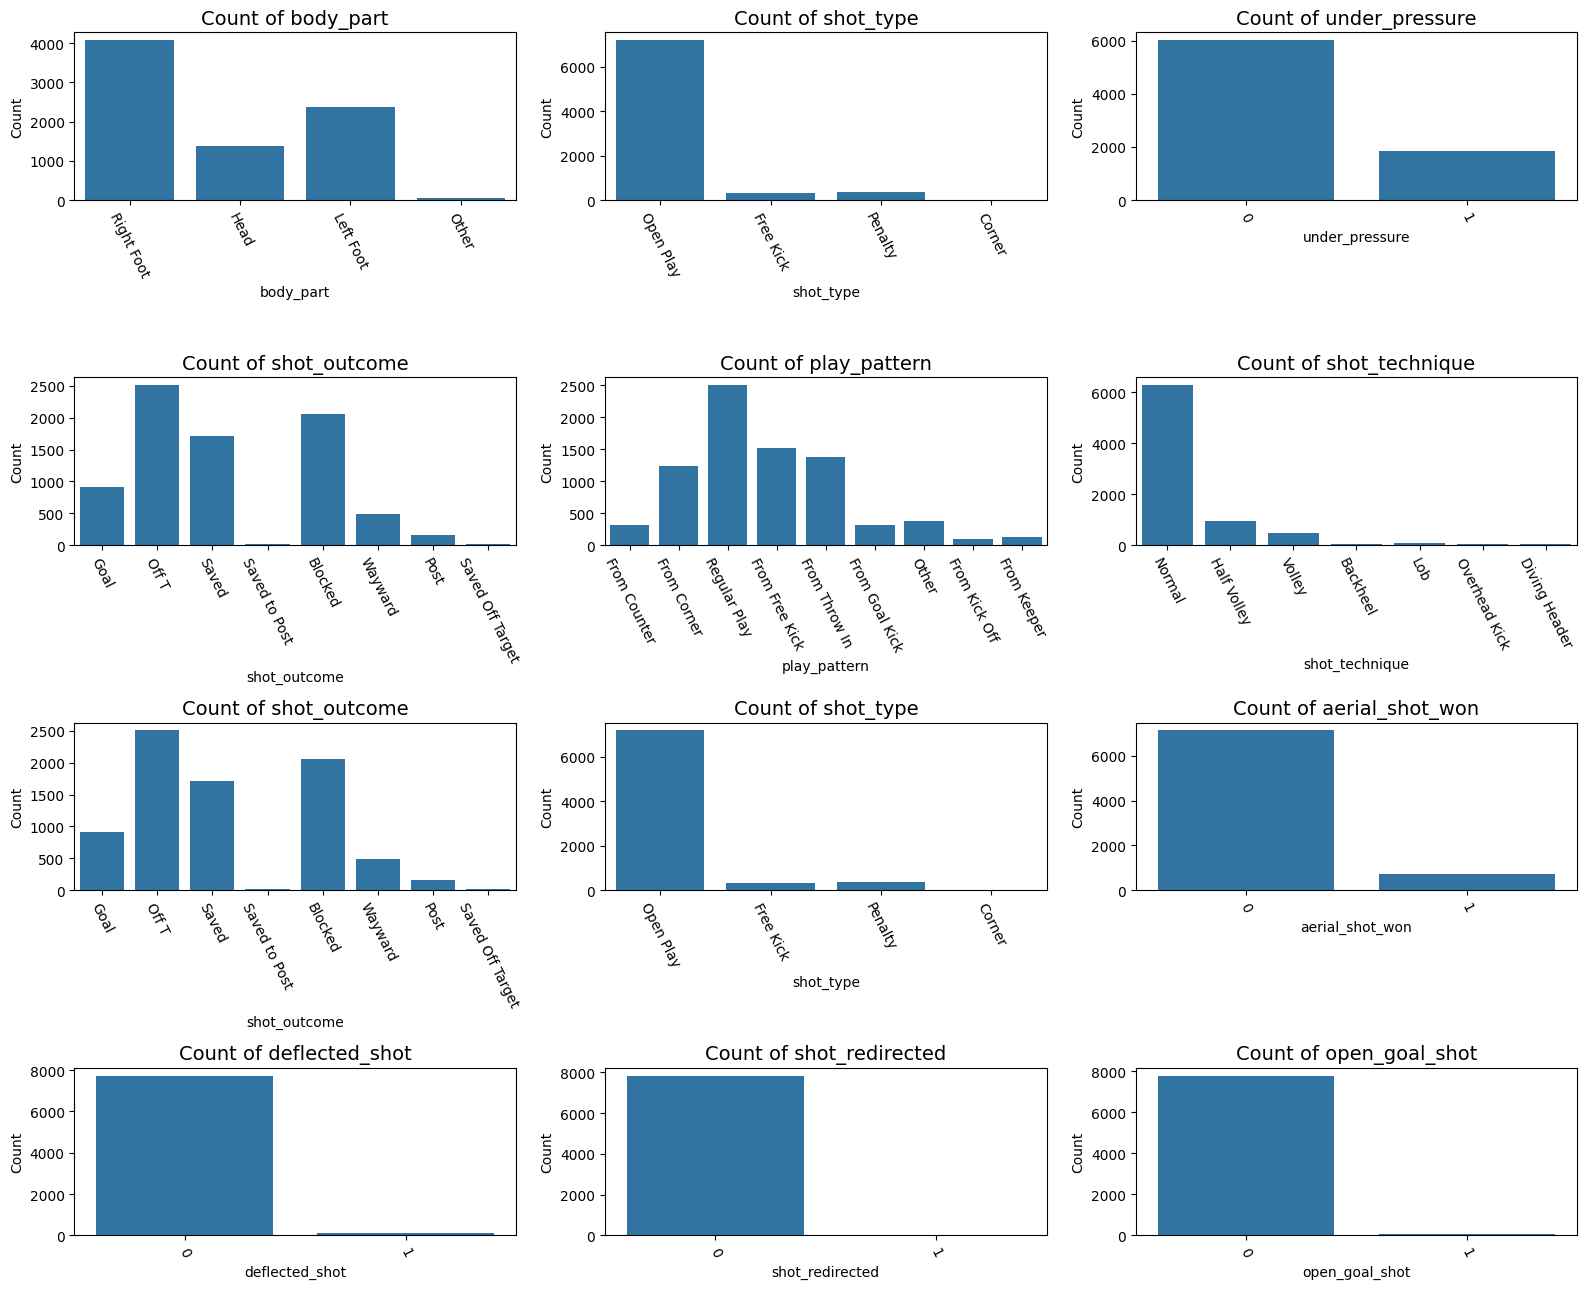 Count of body_part
Count
4000
3000
2000
1000
0
Right Foot
Head
Left Foot
Other
body_part
Count of shot_type
Count
6000
4000
2000
0
Open Play
Free Kick
Penalty
Corner
shot_type
Count of under_pressure
Count
6000
4000
2000
0
0
1
under_pressure
Count of shot_outcome
Count
2500
2000
1500
1000
500
0
Goal
Off T
Saved
Saved to Post
Blocked
Wayward
Post
Saved Off Target
shot_outcome
Count of play_pattern
Count
2500
2000
1500
1000
500
0
From Counter
From Corner
Regular Play
From Free Kick
From Throw In
From Goal Kick
Other
From Kick Off
From Keeper
play_pattern
Count of shot_technique
Count
6000
4000
2000
0
Normal
Half Volley
Volley
Backheel
Lob
Overhead Kick
Diving Header
shot_technique
Count of shot_outcome
Count
2500
2000
1500
1000
500
0
Goal
Off T
Saved
Saved to Post
Blocked
Wayward
Post
Saved Off Target
shot_outcome
Count of shot_type
Count
6000
4000
2000
0
Open Play
Free Kick
Penalty
Corner
shot_type
Count of aerial_shot_won
Count
6000
4000
2000
0
0
1
aerial_shot_won
Count of deflected_shot
Count
8000
6000
4000
2000
0
0
1
deflected_shot
Count of shot_redirected
Count
8000
6000
4000
2000
0
0
1
shot_redirected
Count of open_goal_shot
Count
8000
6000
4000
2000
0
0
1
open_goal_shot